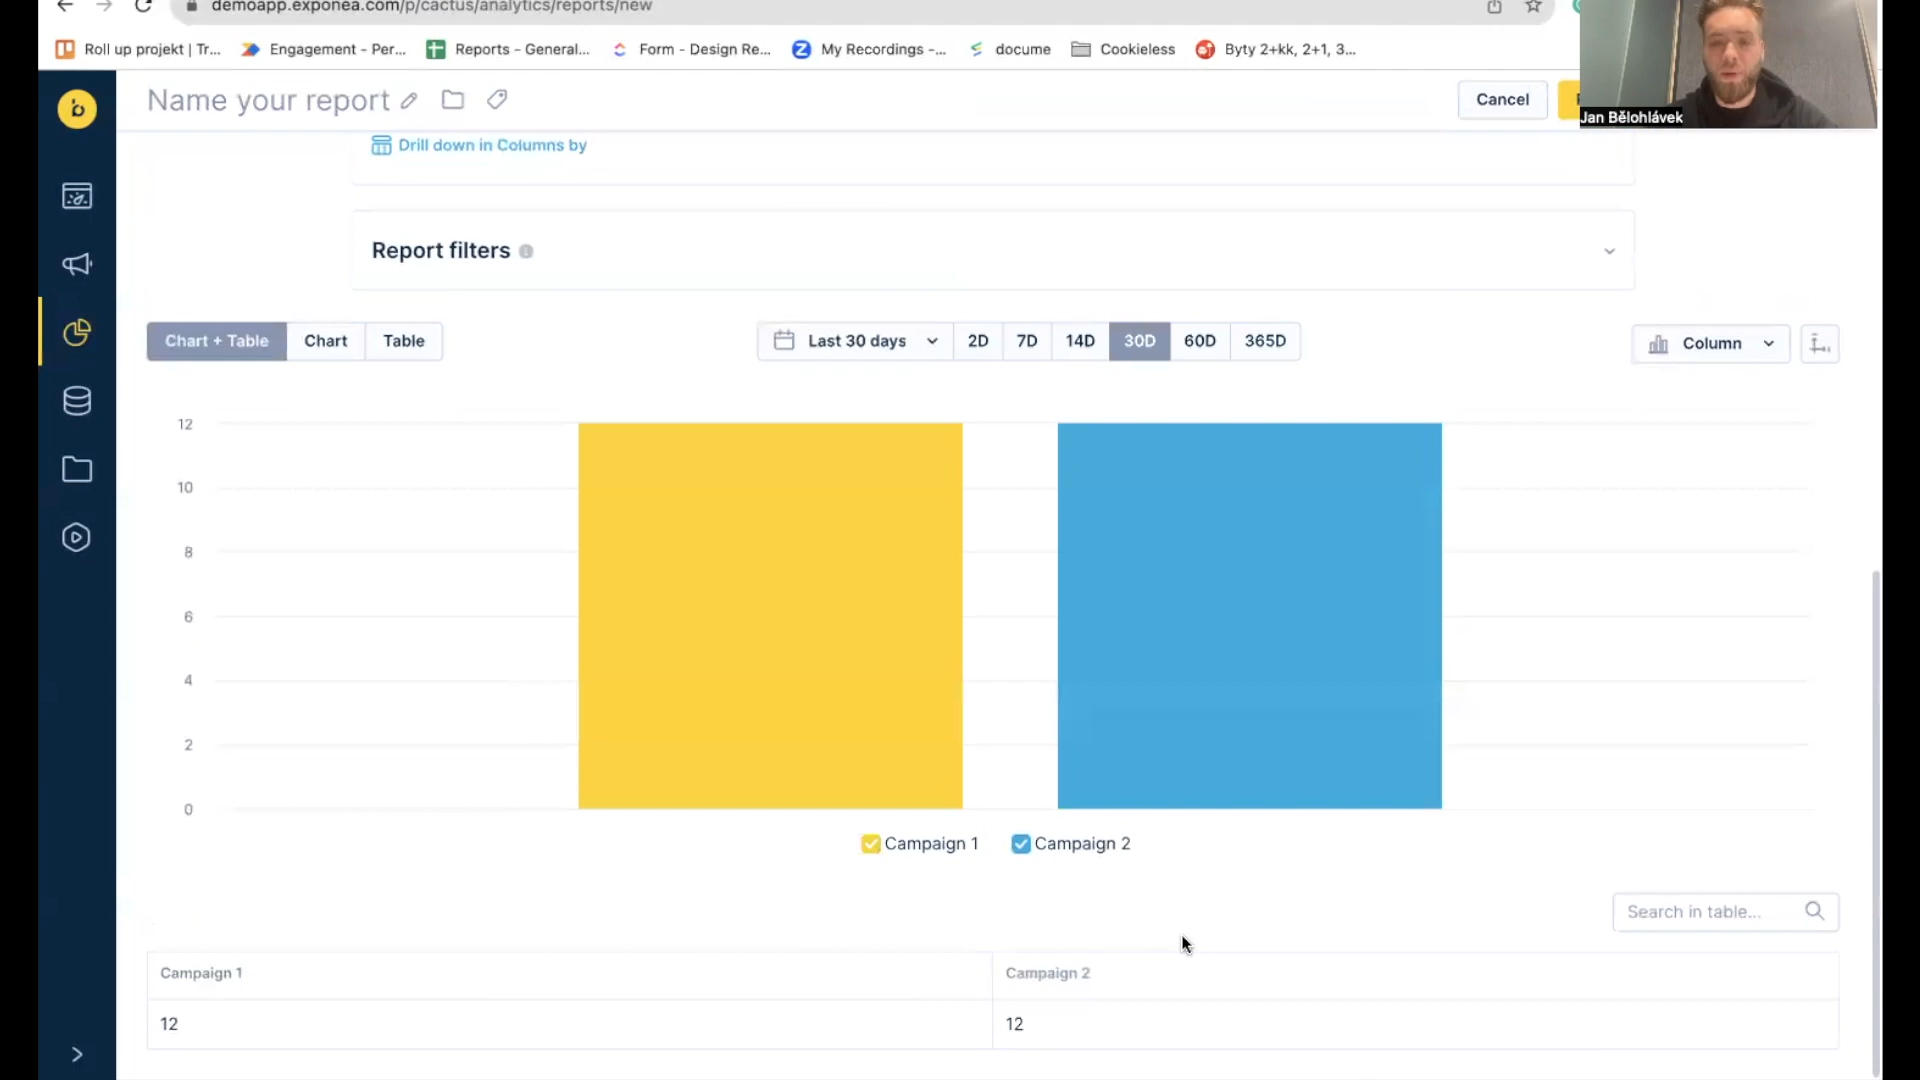 demoapp.exponea.com/p/cactus/analytics/reports/new
Roll up projekt | Tr... Engagement - Per... Reports - General... Form - Design Re... My Recordings -... docume Cookieless Byty 2+kk, 2+1, 3...
Name your report Cancel
Jan Bělohlávek
Drill down in Columns by
Report filters
Chart + Table Chart Table Last 30 days 2D 7D 14D 30D 60D 365D Column
12
10
8
6
4
2
0
Campaign 1 Campaign 2
Search in table...
Campaign 1 Campaign 2
12 12